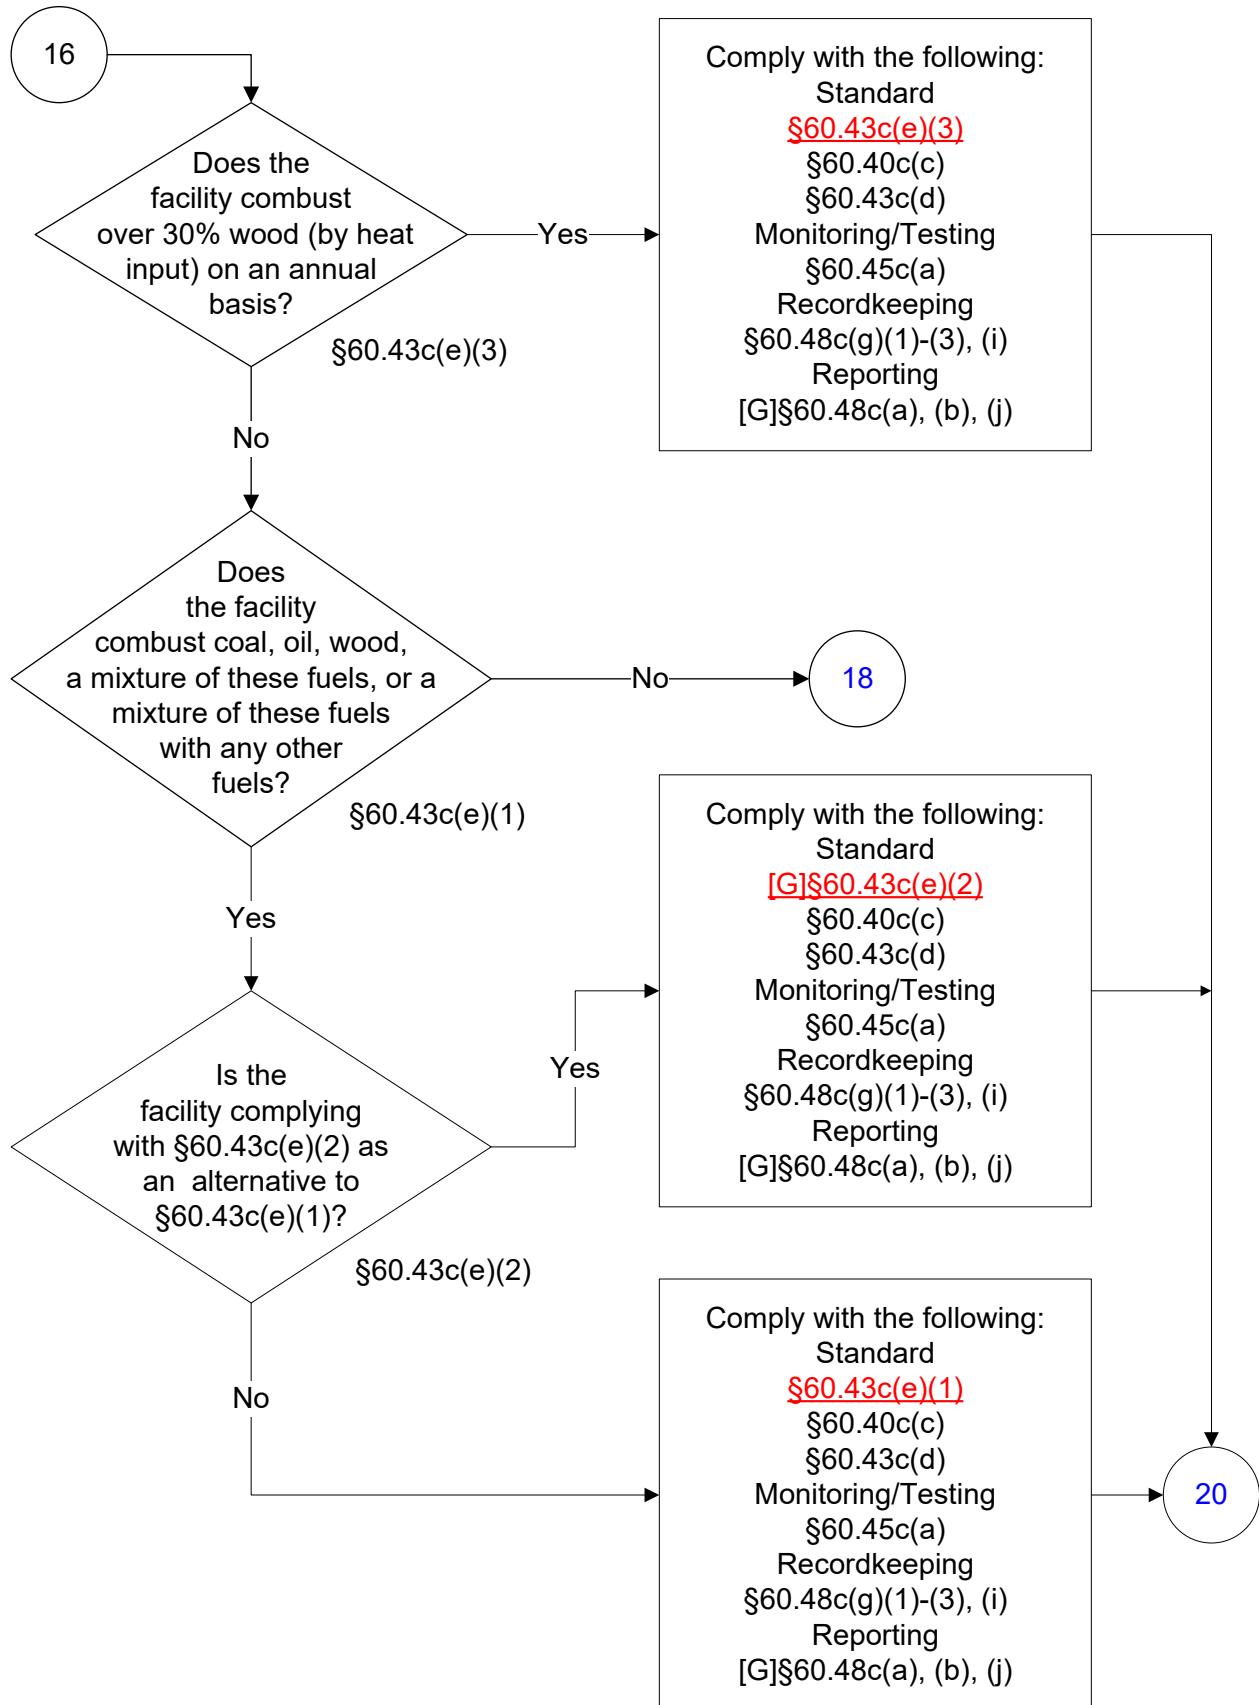 16
Does the
facility combust
over 30% wood (by heat
input) on an annual
basis?
§60.43c(e)(3)
Yes
Comply with the following:
Standard
§60.43c(e)(3)
§60.40c(c)
§60.43c(d)
Monitoring/Testing
§60.45c(a)
Recordkeeping
§60.48c(g)(1)-(3), (i)
Reporting
[G]§60.48c(a), (b), (j)
No
Does
the facility
combust coal, oil, wood,
a mixture of these fuels, or a
mixture of these fuels
with any other
fuels?
§60.43c(e)(1)
No
18
Yes
Is the
facility complying
with §60.43c(e)(2) as
an  alternative to
§60.43c(e)(1)?
§60.43c(e)(2)
Yes
Comply with the following:
Standard
[G]§60.43c(e)(2)
§60.40c(c)
§60.43c(d)
Monitoring/Testing
§60.45c(a)
Recordkeeping
§60.48c(g)(1)-(3), (i)
Reporting
[G]§60.48c(a), (b), (j)
No
Comply with the following:
Standard
§60.43c(e)(1)
§60.40c(c)
§60.43c(d)
Monitoring/Testing
§60.45c(a)
Recordkeeping
§60.48c(g)(1)-(3), (i)
Reporting
[G]§60.48c(a), (b), (j)
20